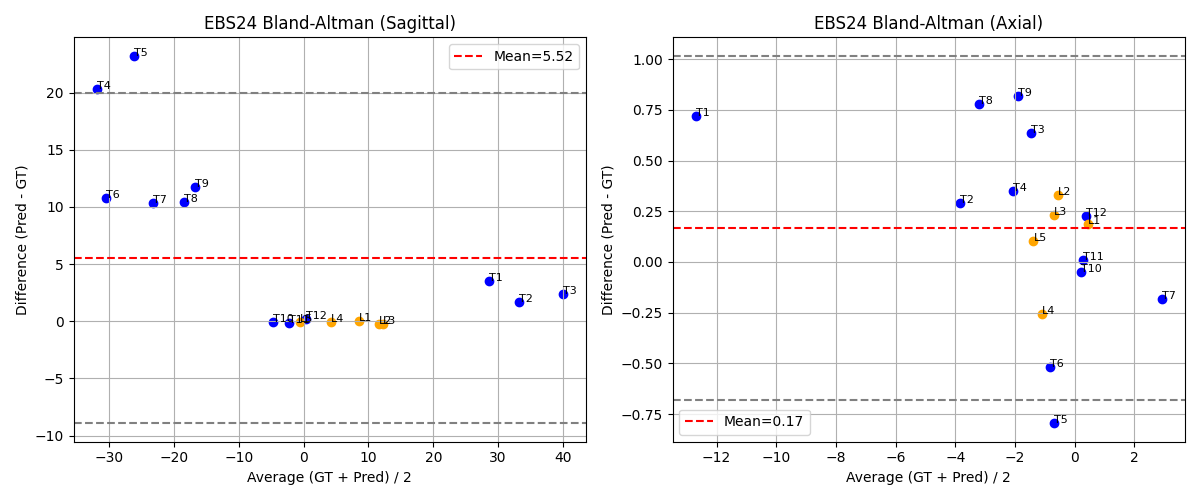 EBS24 Bland-Altman (Sagittal)
Difference (Pred - GT)
20
15
10
5
0
−5
−10
T5
T4
T6
T7
T8
T9
T1
T2
T3
T10
T12
L4
L1
L3
Mean=5.52
−30
−20
−10
0
10
20
30
40
Average (GT + Pred) / 2
EBS24 Bland-Altman (Axial)
Difference (Pred - GT)
1.00
0.75
0.50
0.25
0.00
−0.25
−0.50
−0.75
T1
T8
T9
T3
T2
T4
L2
L3
T12
L1
L5
T11
T10
T7
L4
T6
T5
Mean=0.17
−12
−10
−8
−6
−4
−2
0
2
Average (GT + Pred) / 2